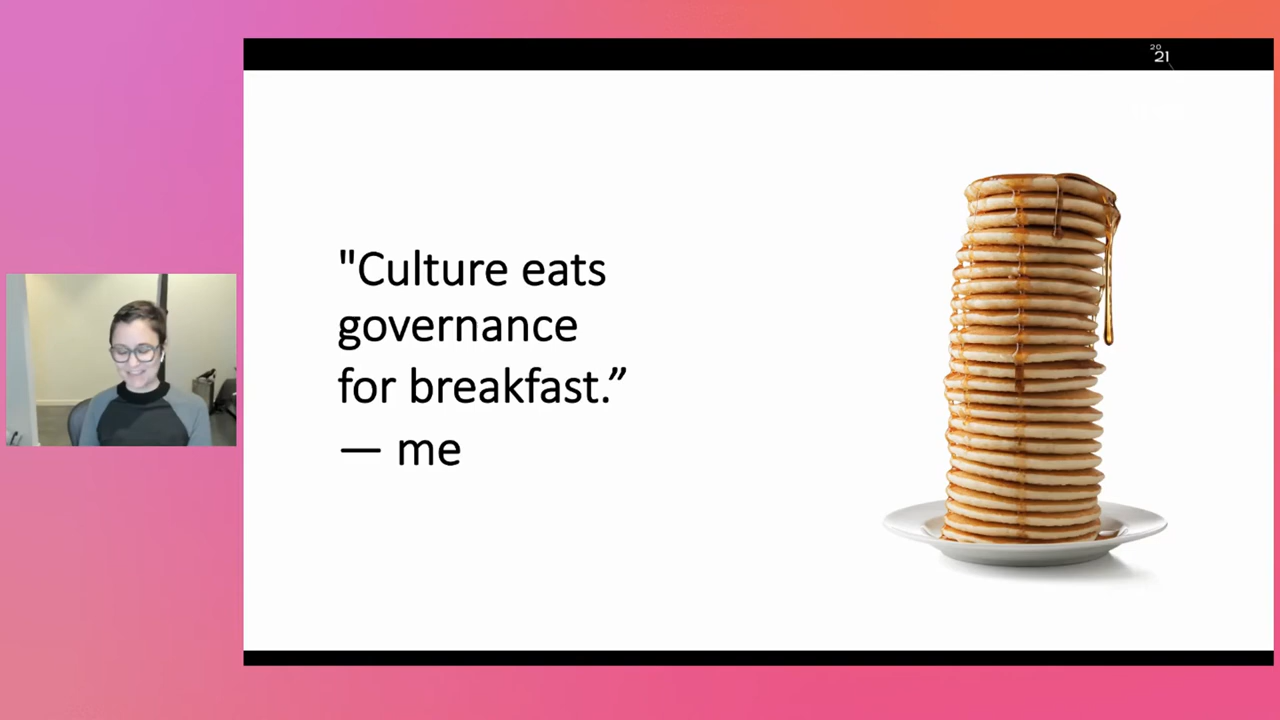 20
21
"Culture eats
governance
for breakfast.”
— me